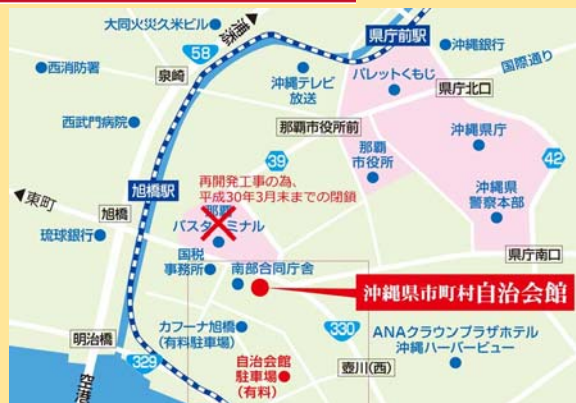 大同火災久米ビル
浦添
県庁前駅
沖縄銀行
58
国際通り
西消防署
泉崎
沖縄テレビ
放送
パレットくもじ
県庁北口
西武門病院
那覇市役所前
沖縄県庁
39
那覇
市役所
42
再開発工事の為、
平成30年3月末までの閉鎖
旭橋駅
東町
那覇
バスターミナル
沖縄県
警察本部
旭橋
琉球銀行
国税
事務所
県庁南口
南部合同庁舎
沖縄県市町村自治会館
カフーナ旭橋
(有料駐車場)
330
ANAクラウンプラザホテル
沖縄ハーバービュー
明治橋
329
自治会館
駐車場
(有料)
壺川(西)
空港